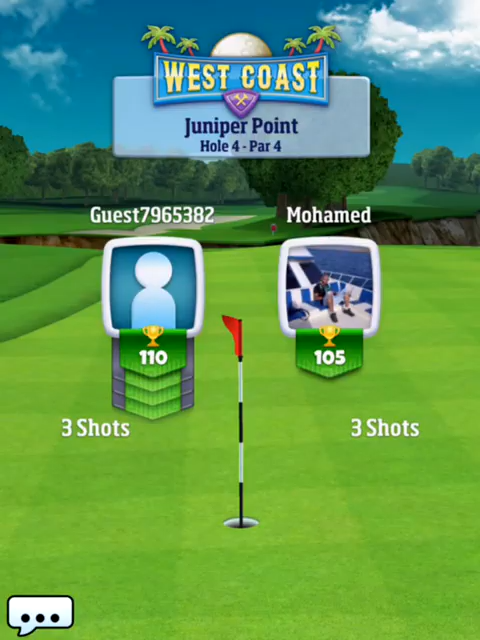 WEST COAST
Juniper Point
Hole 4 - Par 4
Guest7965382
Mohamed
110
105
3 Shots
3 Shots